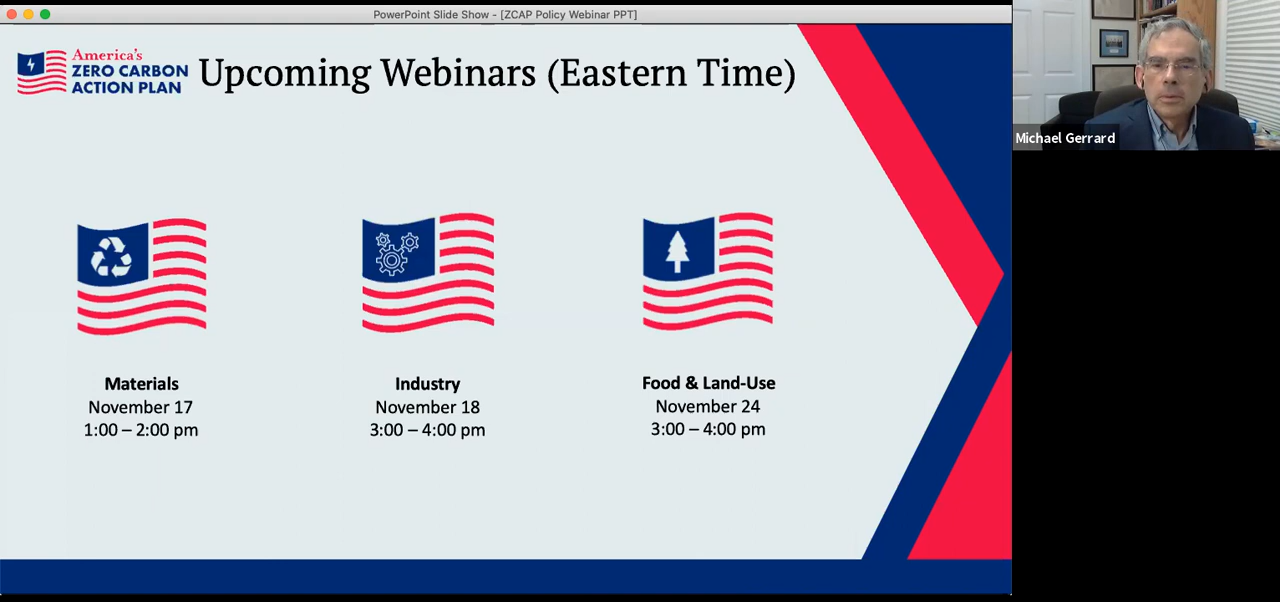 PowerPoint Slide Show - [ZCAP Policy Webinar PPT]
America's
ZERO CARBON
ACTION PLAN
Upcoming Webinars (Eastern Time)
Materials
November 17
1:00 – 2:00 pm
Industry
November 18
3:00 – 4:00 pm
Food & Land-Use
November 24
3:00 – 4:00 pm
Michael Gerrard